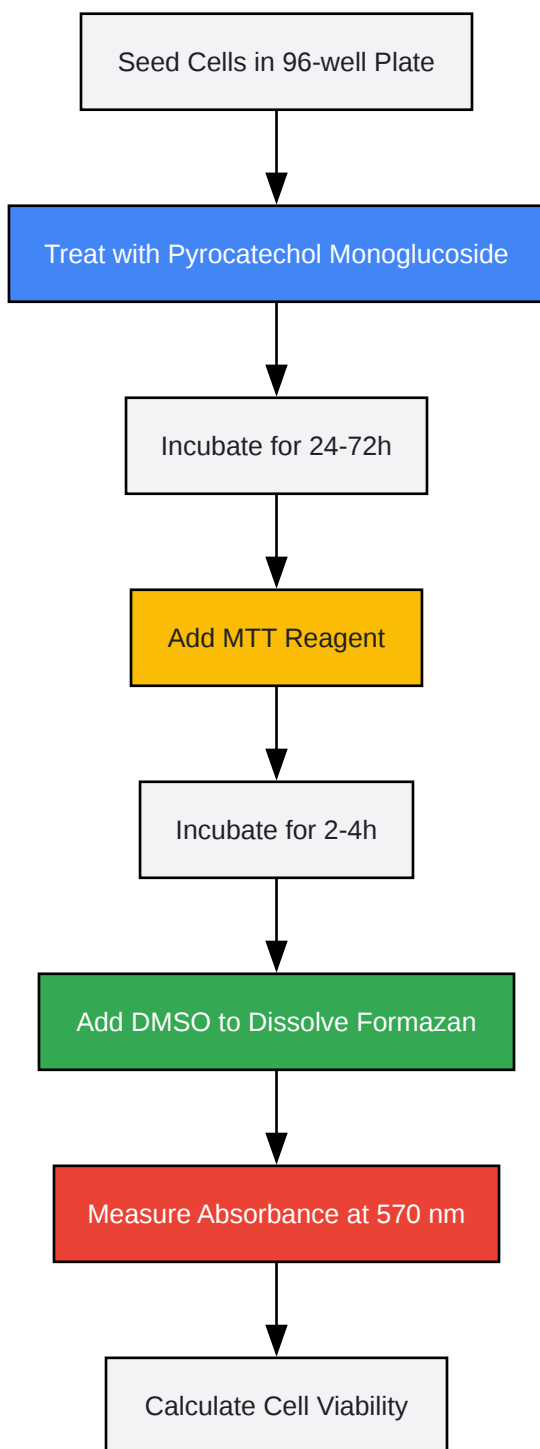 Seed Cells in 96-well Plate
Treat with Pyrocatechol Monoglucoside
Incubate for 24-72h
Add MTT Reagent
Incubate for 2-4h
Add DMSO to Dissolve Formazan
Measure Absorbance at 570 nm
Calculate Cell Viability